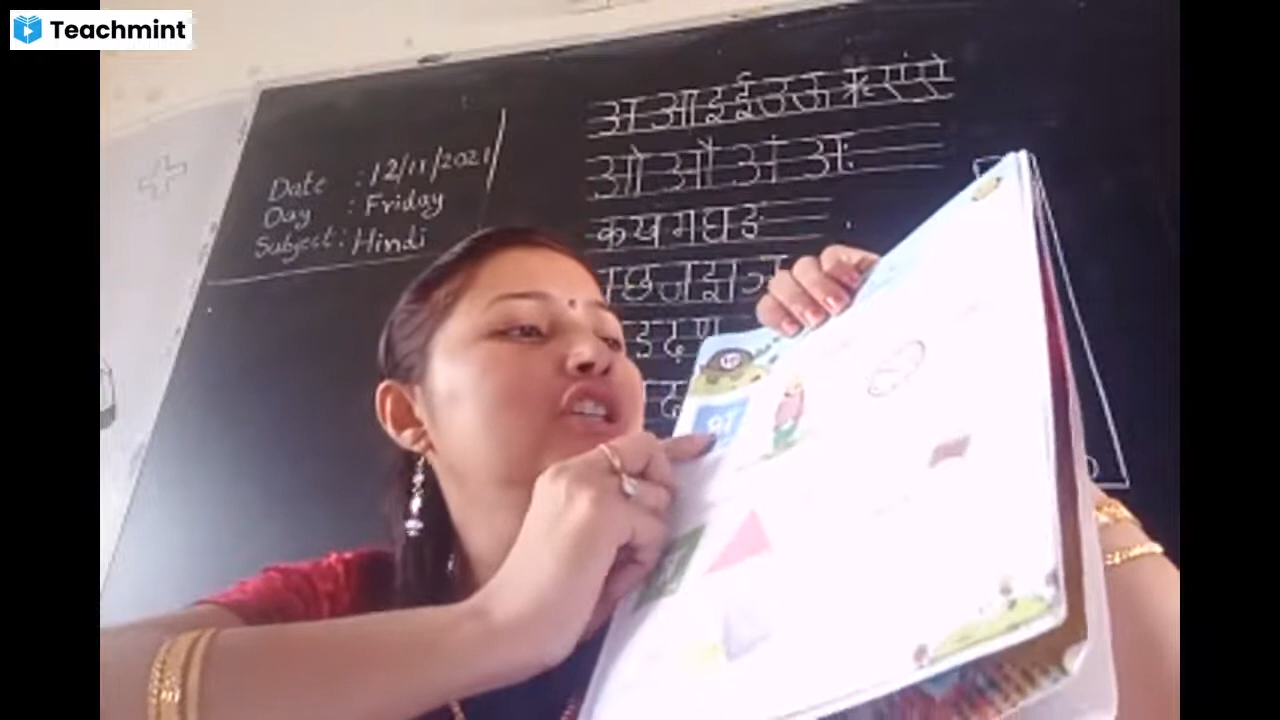 Teachmint
Date : 12/11/2021
Day : Friday
Subject : Hindi
अ आ इ ई उ ऊ ऋ ए ऐ
ओ औ अं अः
क ख ग घ ङ
छ ज झ ञ
ड ढ ण
द